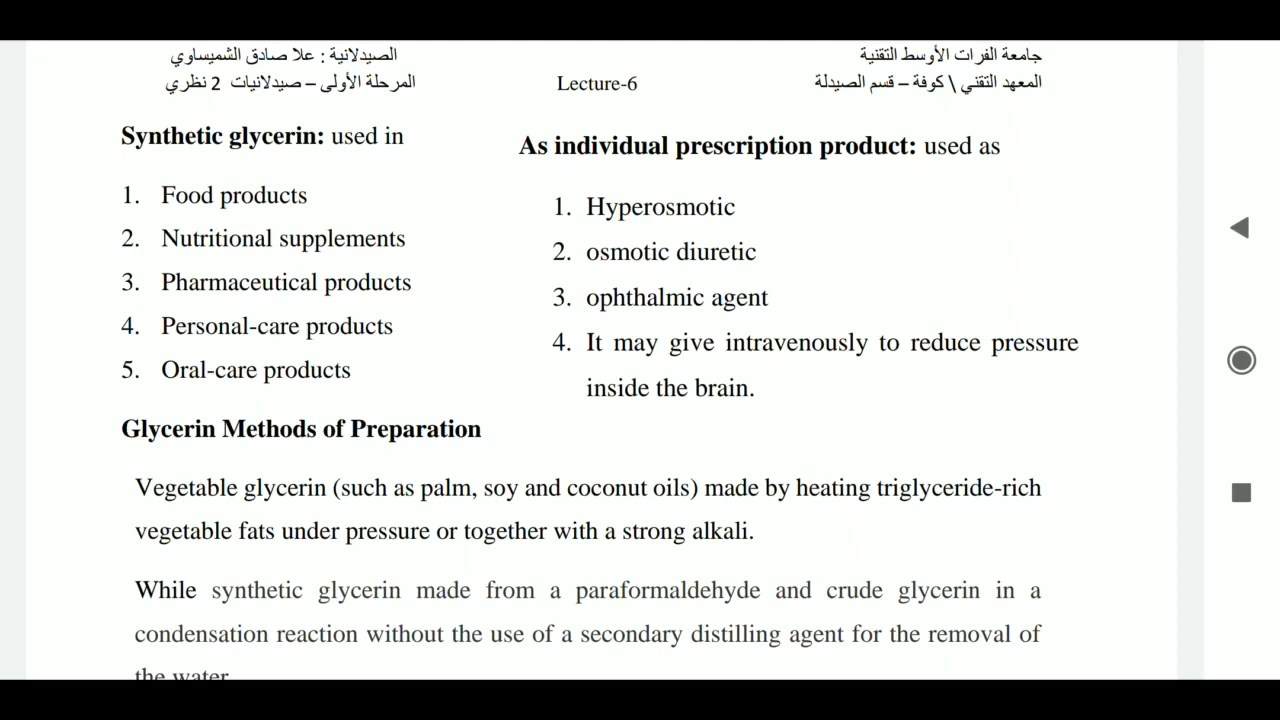 جامعة الفرات الأوسط التقنية
الصيدلانية : علا صادق الشميساوي
المعهد التقني \ كوفة – قسم الصيدلة
Lecture-6
المرحلة الأولى – صيدلانيات 2 نظري
Synthetic glycerin: used in
1. Food products
2. Nutritional supplements
3. Pharmaceutical products
4. Personal-care products
5. Oral-care products
As individual prescription product: used as
1. Hyperosmotic
2. osmotic diuretic
3. ophthalmic agent
4. It may give intravenously to reduce pressure
inside the brain.
Glycerin Methods of Preparation
Vegetable glycerin (such as palm, soy and coconut oils) made by heating triglyceride-rich
vegetable fats under pressure or together with a strong alkali.
While synthetic glycerin made from a paraformaldehyde and crude glycerin in a
condensation reaction without the use of a secondary distilling agent for the removal of
the water